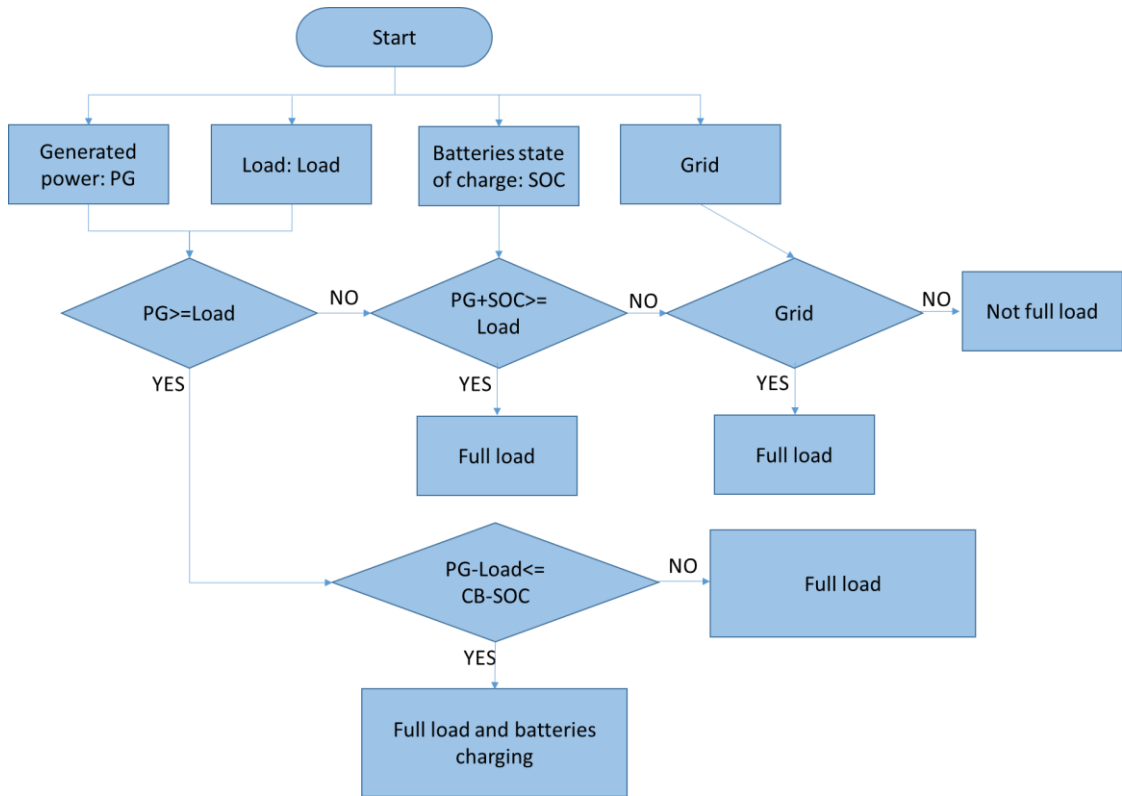 Start
Generated
power: PG
Load: Load
Batteries state
of charge: SOC
Grid
PG>=Load
NO
PG+SOC>=
Load
NO
Grid
NO
Not full load
YES
YES
YES
Full load
Full load
PG-Load<=
CB-SOC
NO
Full load
YES
Full load and batteries
charging